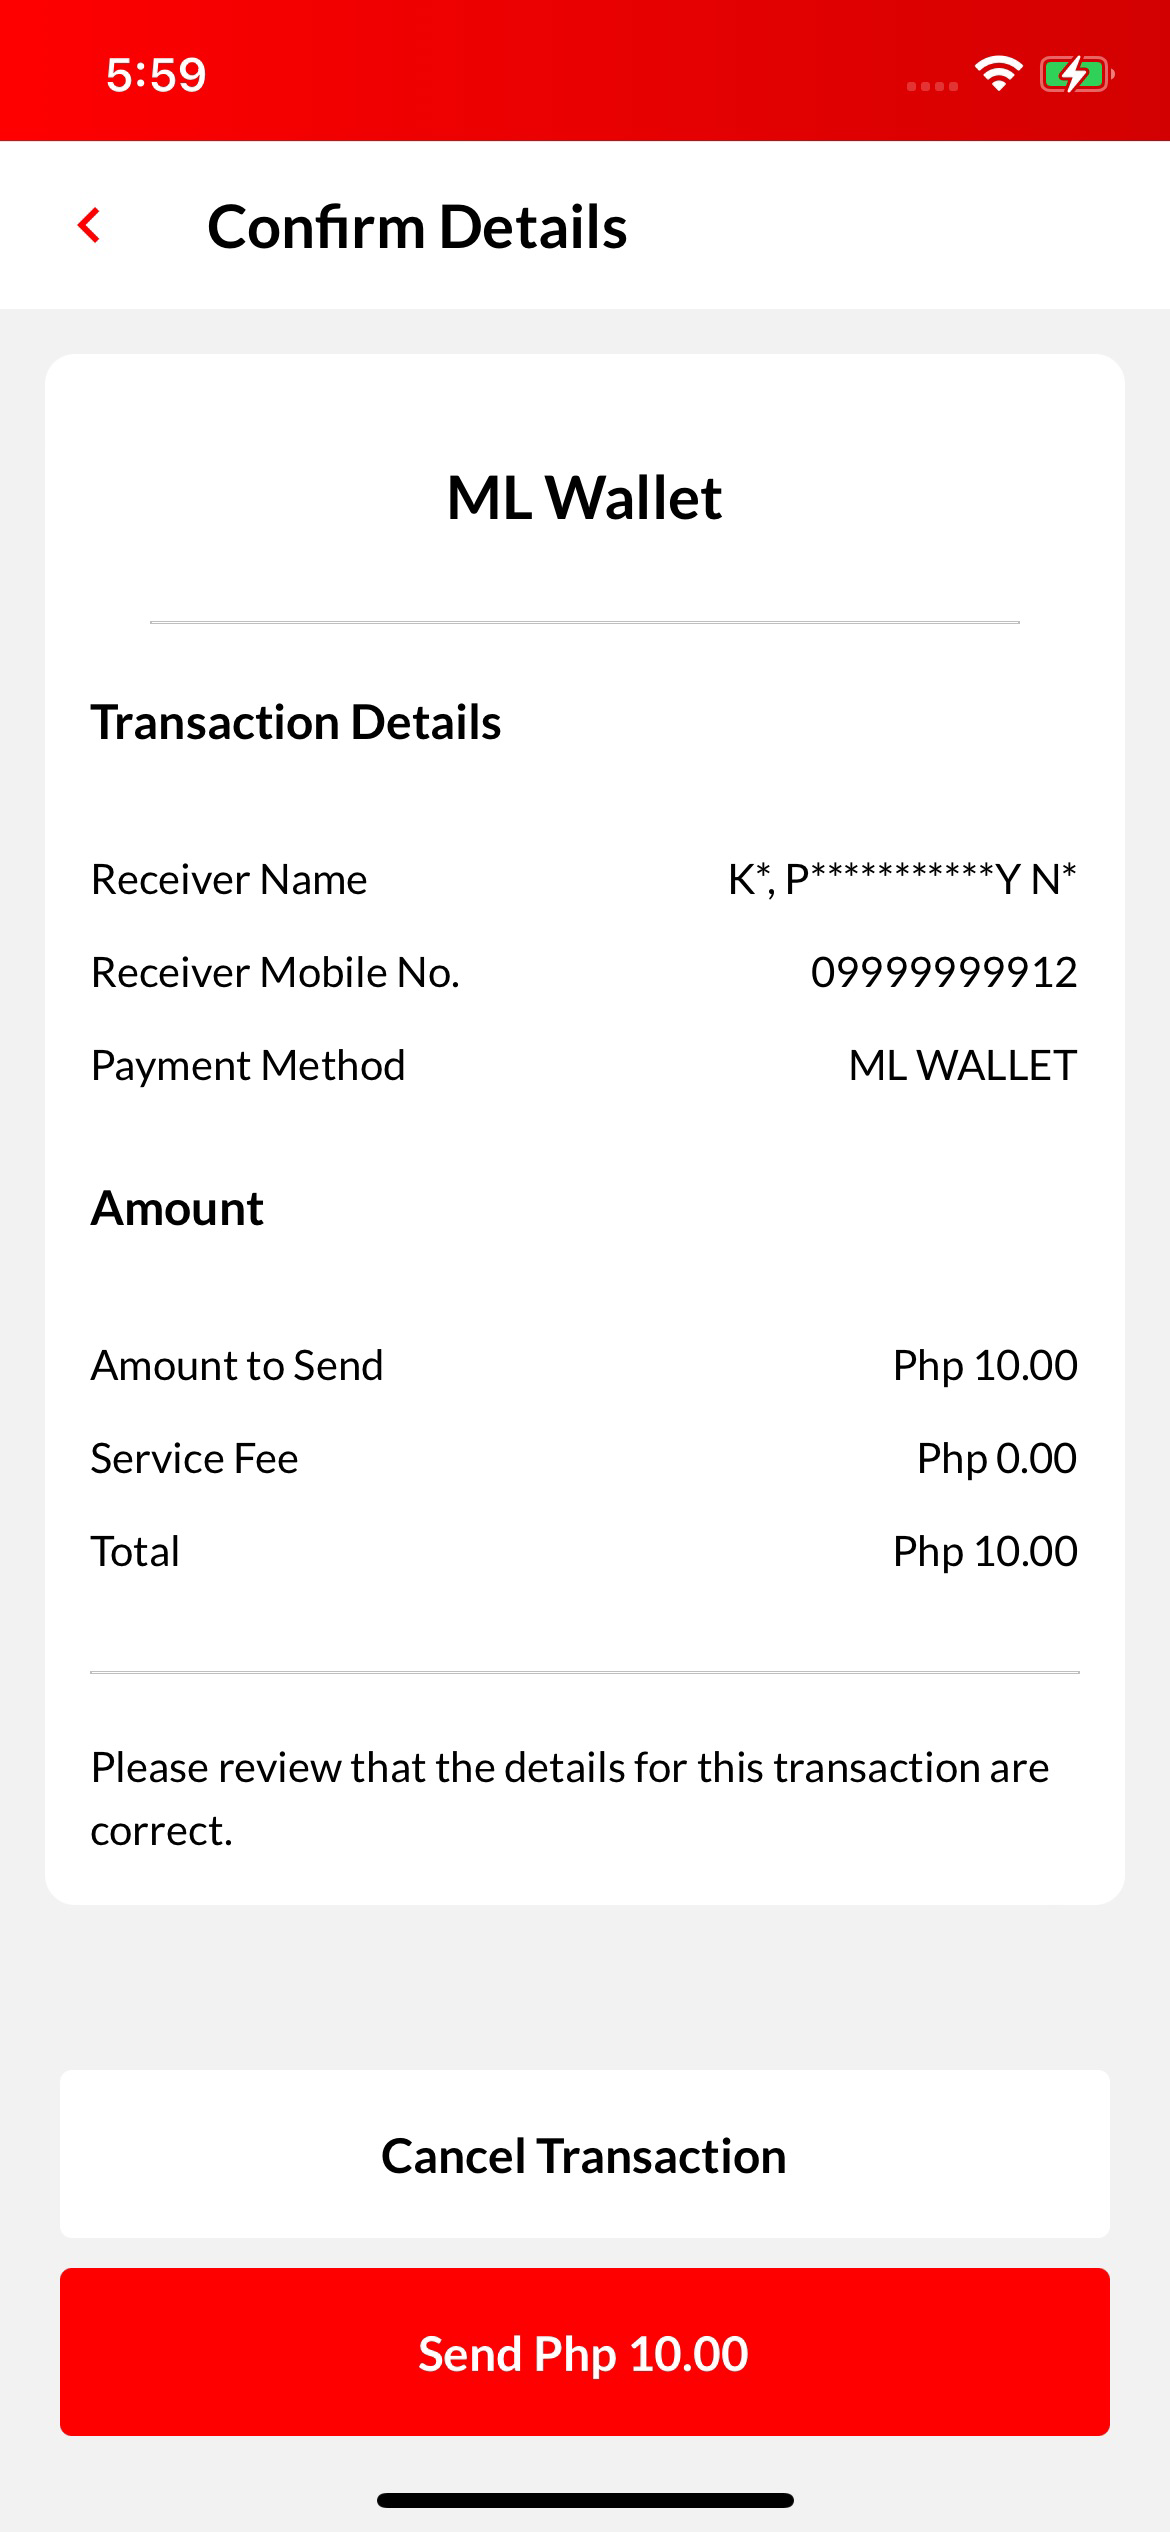 5:59
Confirm Details
ML Wallet
Transaction Details
Receiver Name K*, P***********Y N*
Receiver Mobile No. 09999999912
Payment Method ML WALLET
Amount
Amount to Send Php 10.00
Service Fee Php 0.00
Total Php 10.00
Please review that the details for this transaction are
correct.
Cancel Transaction
Send Php 10.00